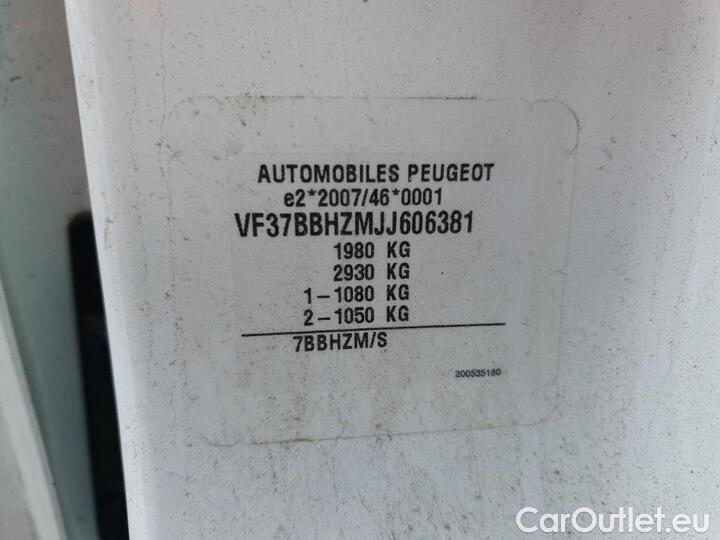 AUTOMOBILES PEUGEOT
e2*2007/46*0001
VF37BBHZMJJ606381
1980 KG
2930 KG
1-1080 KG
2-1050 KG
7BBHZM/S
200535180
CarOutlet.eu